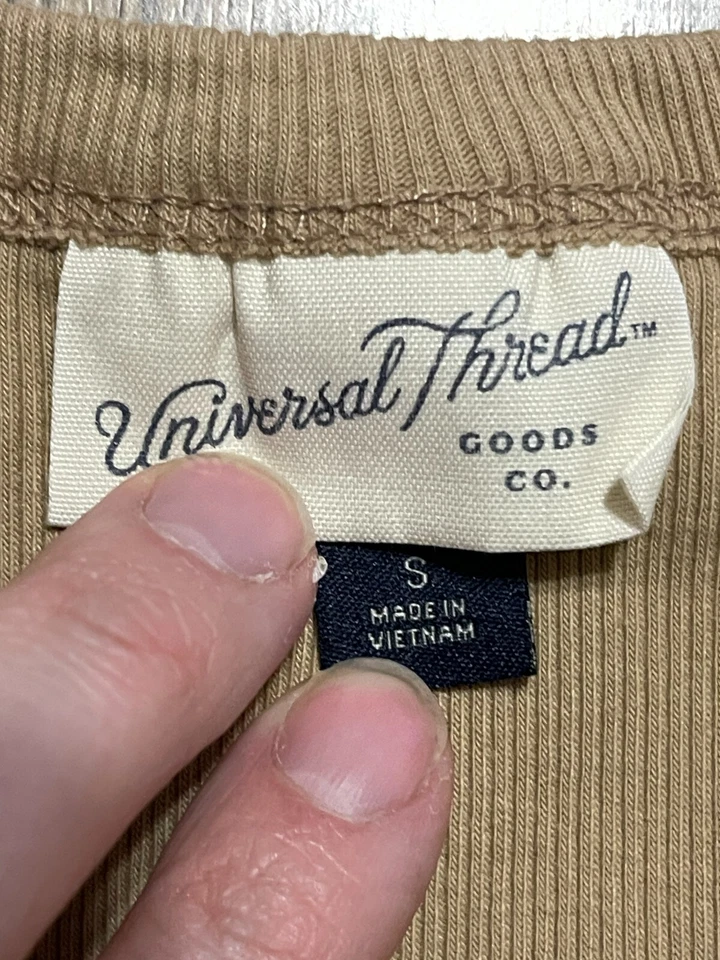 Universal Thread™
GOODS
CO.
S
MADE IN
VIETNAM